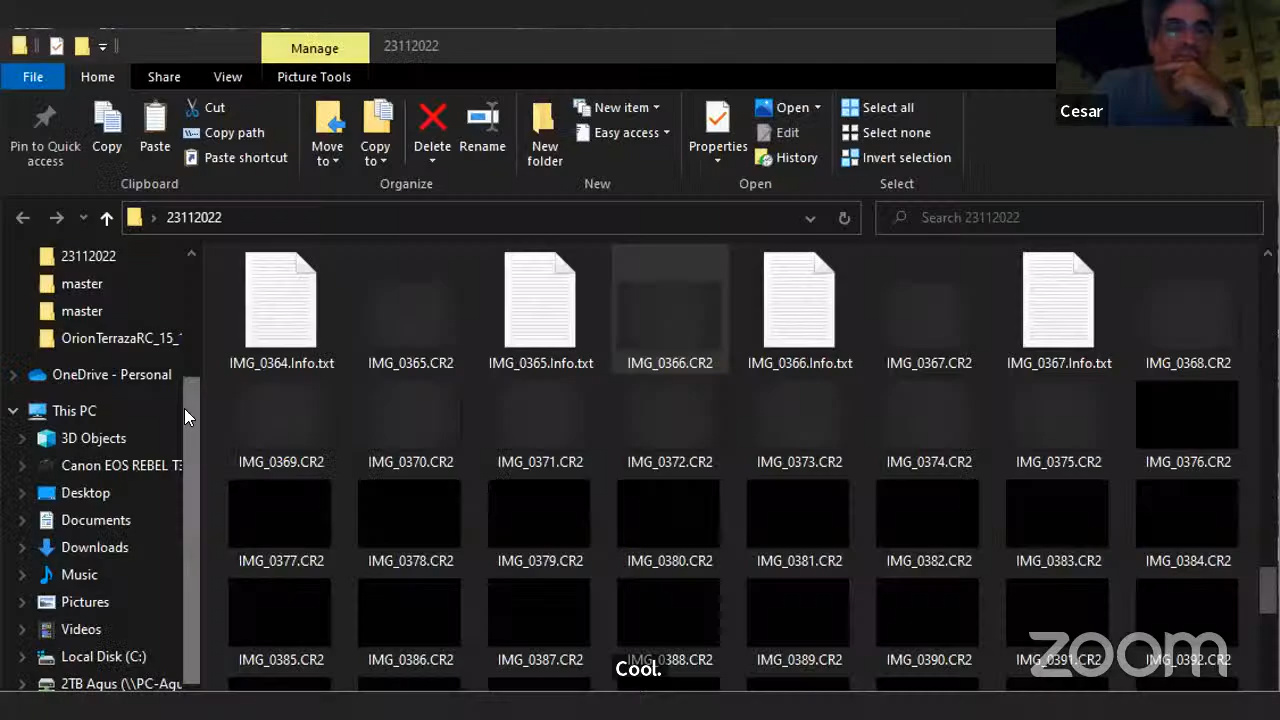 Manage
23112022
File
Home
Share
View
Picture Tools
Cesar
Pin to Quick access
Copy
Paste
Cut
Copy path
Paste shortcut
Clipboard
Move to
Copy to
Delete
Rename
Organize
New folder
New item
Easy access
New
Properties
Open
Edit
History
Open
Select all
Select none
Invert selection
Select
23112022
Search 23112022
23112022
master
master
OrionTerrazaRC_15_1
OneDrive - Personal
This PC
3D Objects
Canon EOS REBEL T3
Desktop
Documents
Downloads
Music
Pictures
Videos
Local Disk (C:)
2TB Agus (\\PC-Agu
IMG_0364.Info.txt
IMG_0365.CR2
IMG_0365.Info.txt
IMG_0366.CR2
IMG_0366.Info.txt
IMG_0367.CR2
IMG_0367.Info.txt
IMG_0368.CR2
IMG_0369.CR2
IMG_0370.CR2
IMG_0371.CR2
IMG_0372.CR2
IMG_0373.CR2
IMG_0374.CR2
IMG_0375.CR2
IMG_0376.CR2
IMG_0377.CR2
IMG_0378.CR2
IMG_0379.CR2
IMG_0380.CR2
IMG_0381.CR2
IMG_0382.CR2
IMG_0383.CR2
IMG_0384.CR2
IMG_0385.CR2
IMG_0386.CR2
IMG_0387.CR2
IMG_0388.CR2
IMG_0389.CR2
IMG_0390.CR2
IMG_0391.CR2
IMG_0392.CR2
Cool.
zoom